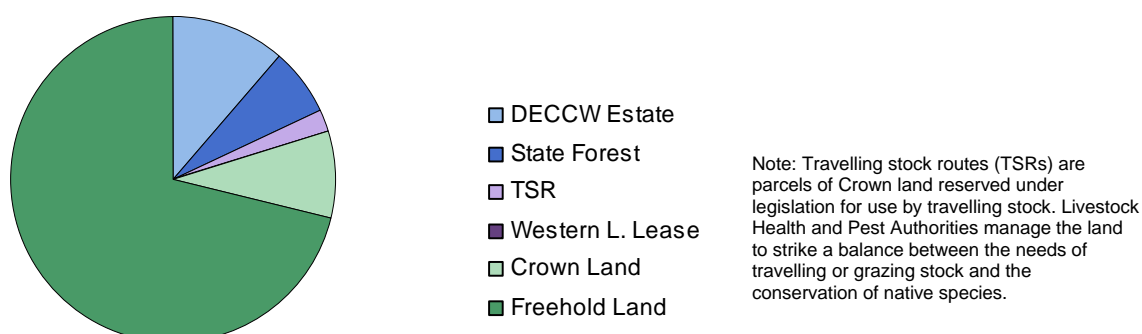 DECCW Estate
State Forest
TSR
Western L. Lease
Crown Land
Freehold Land
Note: Travelling stock routes (TSRs) are
parcels of Crown land reserved under
legislation for use by travelling stock. Livestock
Health and Pest Authorities manage the land
to strike a balance between the needs of
travelling or grazing stock and the
conservation of native species.